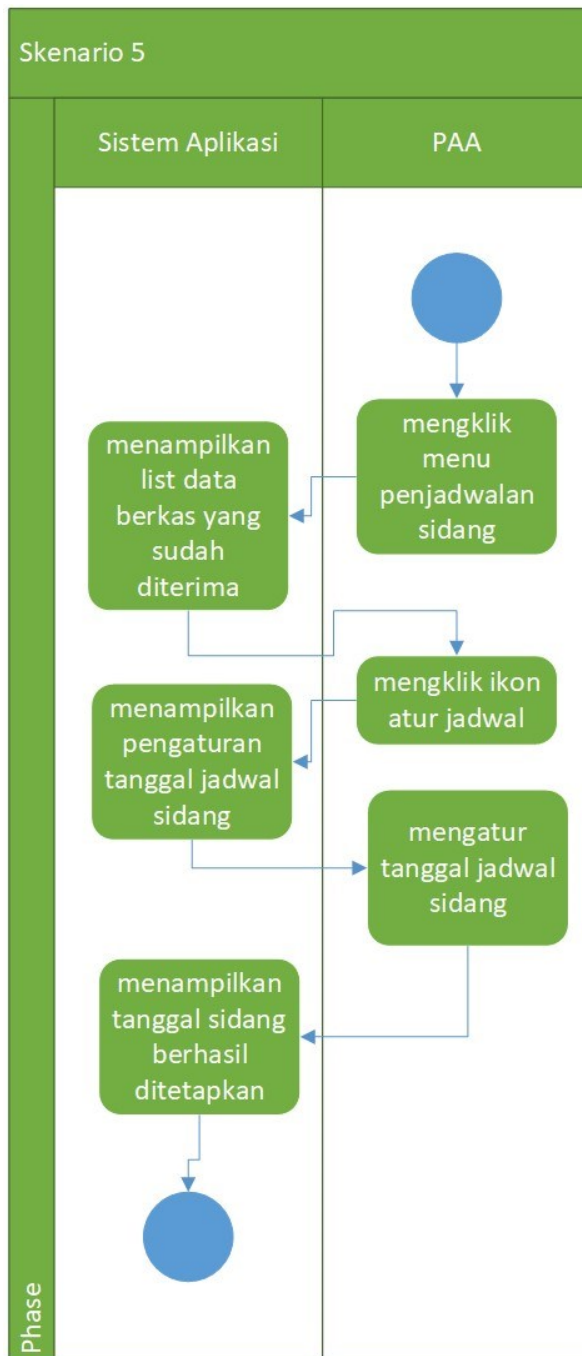 Skenario 5
Sistem Aplikasi
PAA
mengklik
menu
penjadwalan
sidang
menampilkan
list data
berkas yang
sudah
diterima
mengklik ikon
atur jadwal
menampilkan
pengaturan
tanggal jadwal
sidang
mengatur
tanggal jadwal
sidang
menampilkan
tanggal sidang
berhasil
ditetapkan
Phase